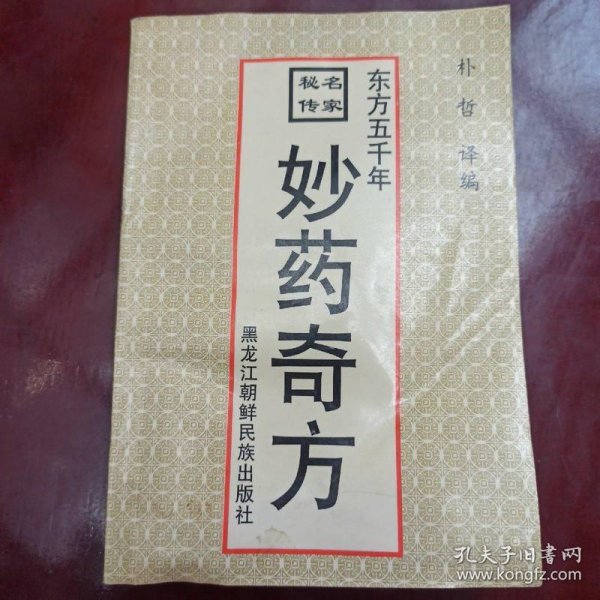 朴哲 译编
东方五千年
名家
秘传
妙药奇方
黑龙江朝鲜民族出版社
孔夫子旧书网
www.kongfz.com